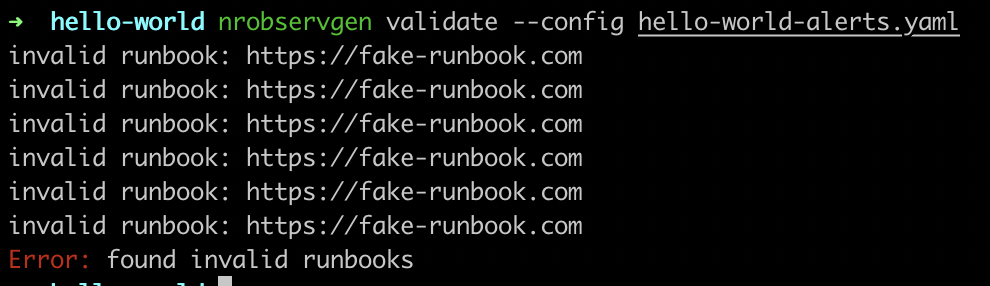 ➜ hello-world nrobservgen validate --config hello-world-alerts.yaml
invalid runbook: https://fake-runbook.com
invalid runbook: https://fake-runbook.com
invalid runbook: https://fake-runbook.com
invalid runbook: https://fake-runbook.com
invalid runbook: https://fake-runbook.com
invalid runbook: https://fake-runbook.com
Error: found invalid runbooks
hello-world